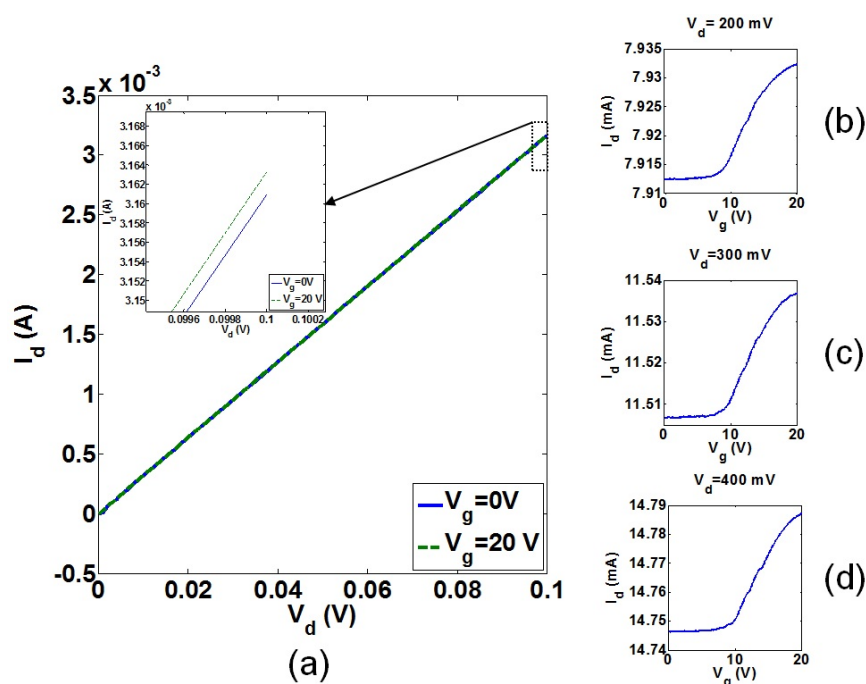 x 10⁻³
3.5
3
2.5
2
1.5
1
0.5
0
-0.5
I_d (A)
0 0.02 0.04 0.06 0.08 0.1
V_d (V)
V_g=0V
V_g=20 V
(a)
x 10⁻³
3.168
3.166
3.164
3.162
3.16
3.158
3.156
3.154
3.152
3.15
I_d (A)
0.0996 0.0998 0.1 0.1002
V_d (V)
V_g=0V
V_g=20 V
V_d= 200 mV
7.935
7.93
7.925
7.92
7.915
7.91
I_d (mA)
0 10 20
V_g (V)
(b)
V_d=300 mV
11.54
11.53
11.52
11.51
11.505
I_d (mA)
0 10 20
V_g (V)
(c)
V_d=400 mV
14.79
14.78
14.77
14.76
14.75
14.74
I_d (mA)
0 10 20
V_g (V)
(d)